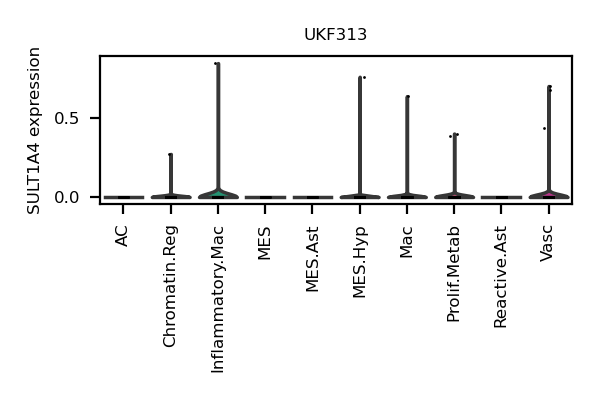 UKF313
SULT1A4 expression
0.5
0.0
AC
Chromatin.Reg
Inflammatory.Mac
MES
MES.Ast
MES.Hyp
Mac
Prolif.Metab
Reactive.Ast
Vasc